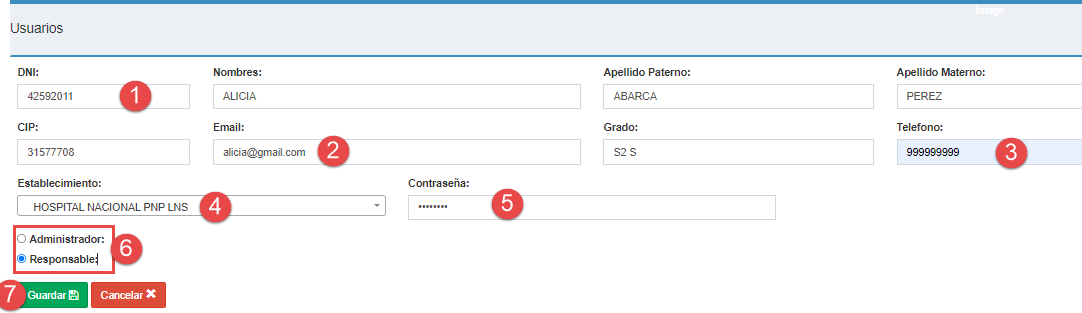 Image
Usuarios
DNI: Nombres: Apellido Paterno: Apellido Materno:
42592011 1 ALICIA ABARCA PEREZ
CIP: Email: Grado: Telefono:
31577708 alicia@gmail.com 2 S2 S 999999999 3
Establecimiento: Contraseña:
HOSPITAL NACIONAL PNP LNS 4 •••••••• 5
Administrador:
6
Responsable:
7 Guardar Cancelar